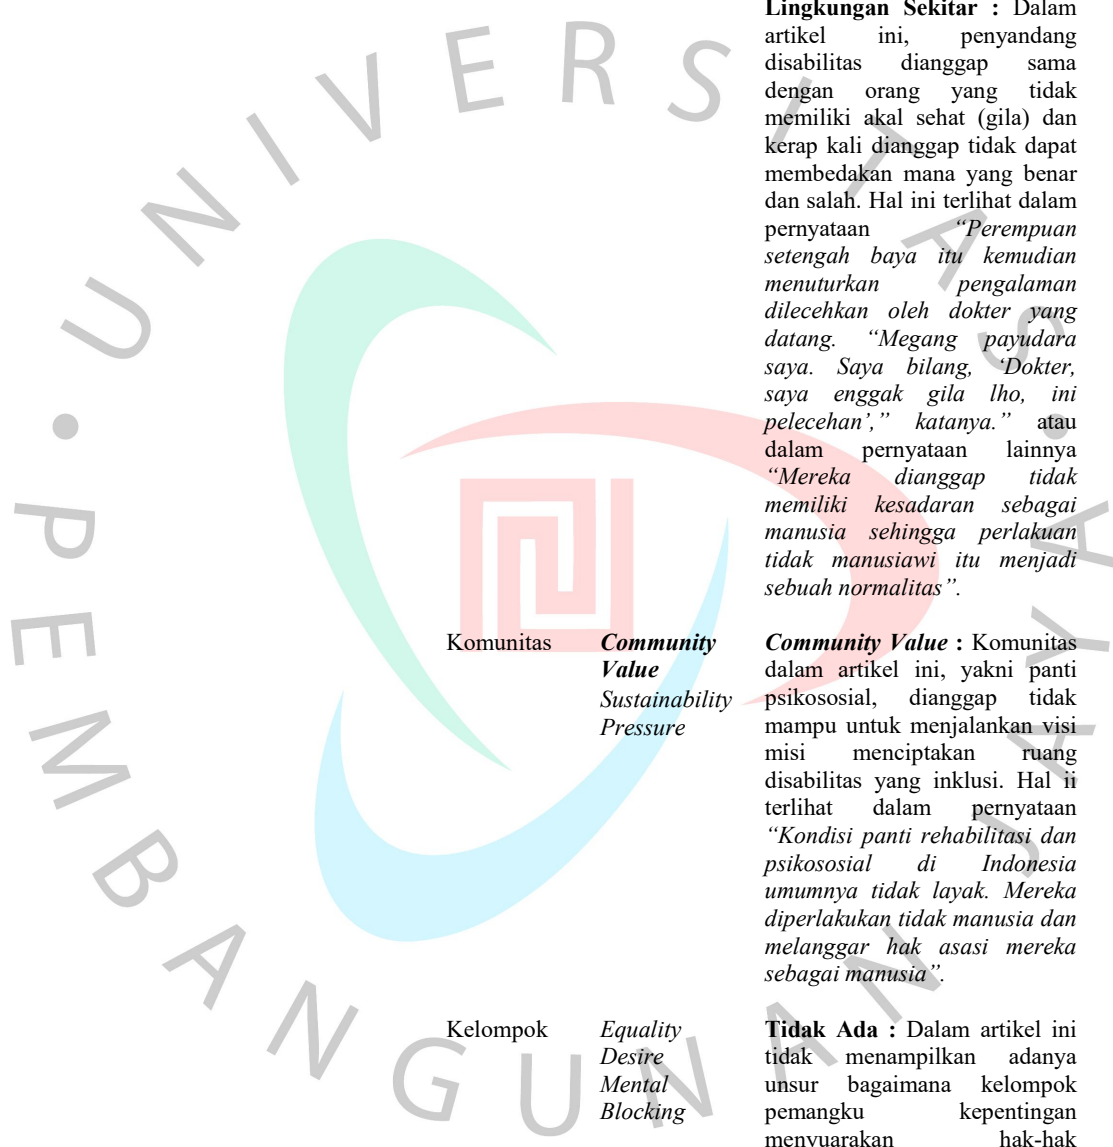 Lingkungan Sekitar : Dalam
artikel ini, penyandang
disabilitas dianggap sama
dengan orang yang tidak
memiliki akal sehat (gila) dan
kerap kali dianggap tidak dapat
membedakan mana yang benar
dan salah. Hal ini terlihat dalam
pernyataan “Perempuan
setengah baya itu kemudian
menuturkan pengalaman
dilecehkan oleh dokter yang
datang. “Megang payudara
saya. Saya bilang, ‘Dokter,
saya enggak gila lho, ini
pelecehan’,” katanya.” atau
dalam pernyataan lainnya
“Mereka dianggap tidak
memiliki kesadaran sebagai
manusia sehingga perlakuan
tidak manusiawi itu menjadi
sebuah normalitas”.
Komunitas
Community
Value
Sustainability
Pressure
Community Value : Komunitas
dalam artikel ini, yakni panti
psikososial, dianggap tidak
mampu untuk menjalankan visi
misi menciptakan ruang
disabilitas yang inklusi. Hal ii
terlihat dalam pernyataan
“Kondisi panti rehabilitasi dan
psikososial di Indonesia
umumnya tidak layak. Mereka
diperlakukan tidak manusia dan
melanggar hak asasi mereka
sebagai manusia”.
Kelompok
Equality
Desire
Mental
Blocking
Tidak Ada : Dalam artikel ini
tidak menampilkan adanya
unsur bagaimana kelompok
pemangku kepentingan
menyuarakan hak-hak
UNIVERSITAS • PEMBANGUNAN JAYA •